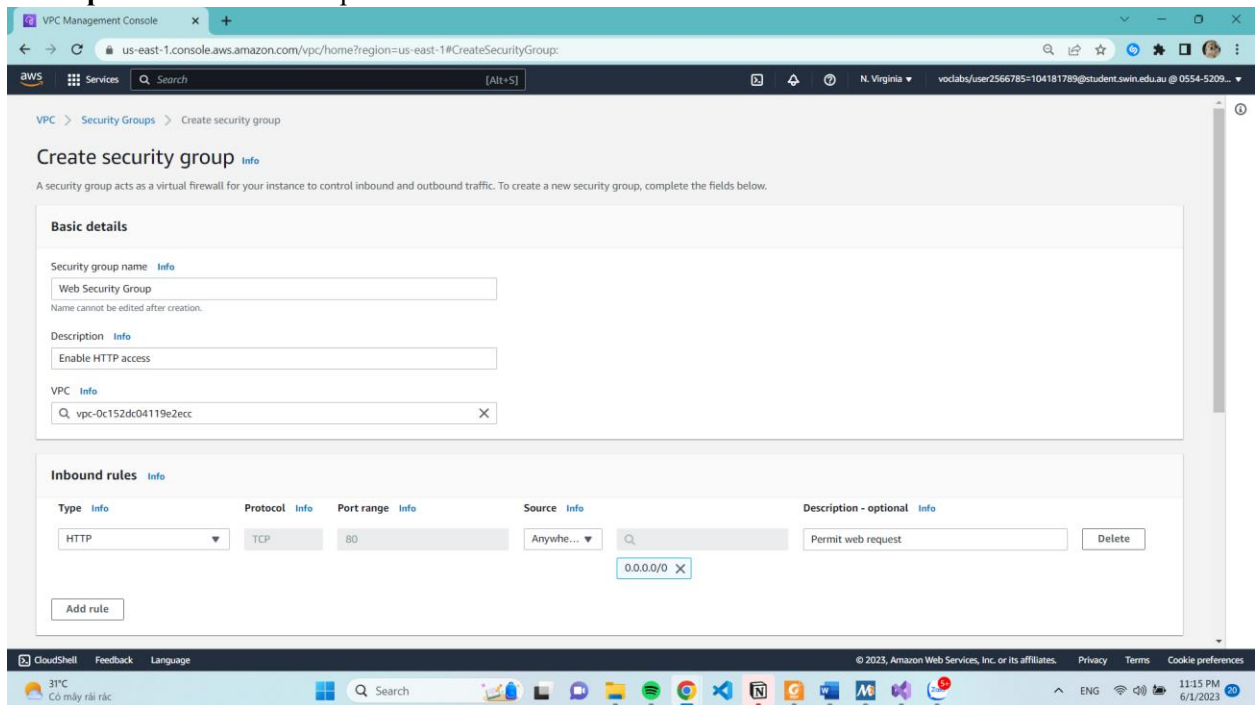 VPC Management Console
us-east-1.console.aws.amazon.com/vpc/home?region=us-east-1#CreateSecurityGroup:
aws Services Search [Alt+S] N. Virginia voclabs/user2566785=104181789@student.swin.edu.au @ 0554-5209...
VPC > Security Groups > Create security group
Create security group Info
A security group acts as a virtual firewall for your instance to control inbound and outbound traffic. To create a new security group, complete the fields below.
Basic details
Security group name Info
Web Security Group
Name cannot be edited after creation.
Description Info
Enable HTTP access
VPC Info
vpc-0c152dc04119e2ecc
Inbound rules Info
Type Info Protocol Info Port range Info Source Info Description - optional Info
HTTP TCP 80 Anywhe... Permit web request Delete
0.0.0.0/0
Add rule
CloudShell Feedback Language © 2023, Amazon Web Services, Inc. or its affiliates. Privacy Terms Cookie preferences
31°C
Có mây rải rác
Search
ENG
11:15 PM
6/1/2023
20